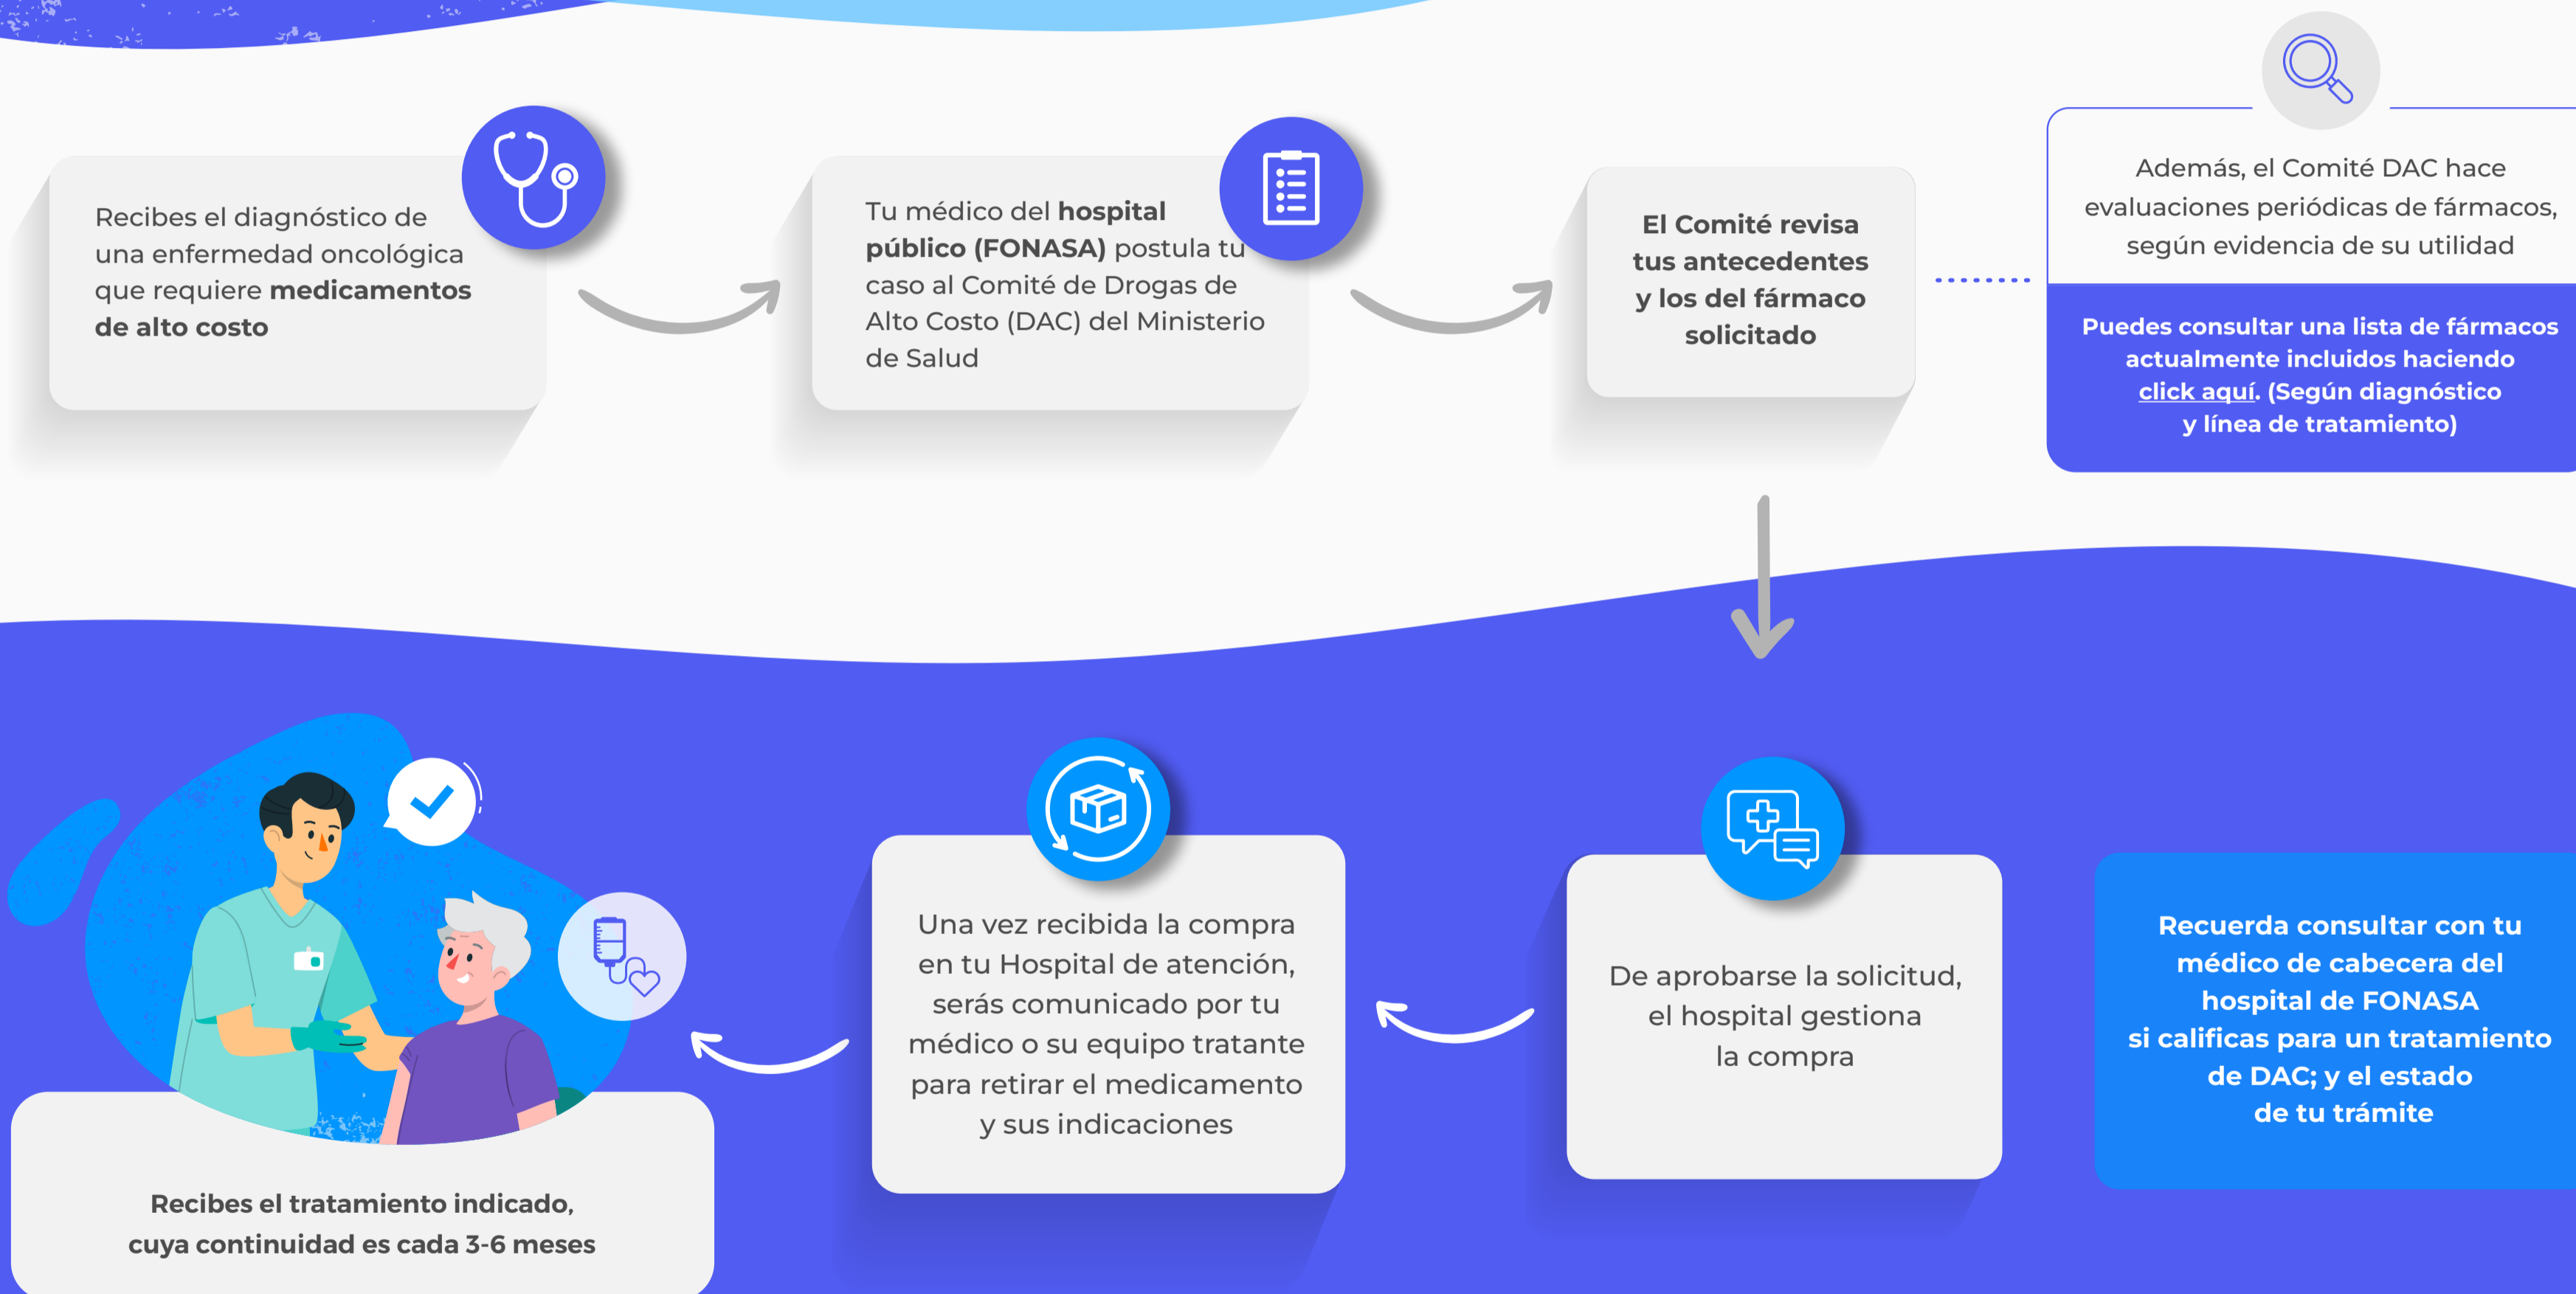 Recibes el diagnóstico de
una enfermedad oncológica
que requiere medicamentos
de alto costo
Tu médico del hospital
público (FONASA) postula tu
caso al Comité de Drogas de
Alto Costo (DAC) del Ministerio
de Salud
El Comité revisa
tus antecedentes
y los del fármaco
solicitado
Además, el Comité DAC hace
evaluaciones periódicas de fármacos,
según evidencia de su utilidad
Puedes consultar una lista de fármacos
actualmente incluidos haciendo
click aquí. (Según diagnóstico
y línea de tratamiento)
De aprobarse la solicitud,
el hospital gestiona
la compra
Una vez recibida la compra
en tu Hospital de atención,
serás comunicado por tu
médico o su equipo tratante
para retirar el medicamento
y sus indicaciones
Recibes el tratamiento indicado,
cuya continuidad es cada 3-6 meses
Recuerda consultar con tu
médico de cabecera del
hospital de FONASA
si calificas para un tratamiento
de DAC; y el estado
de tu trámite